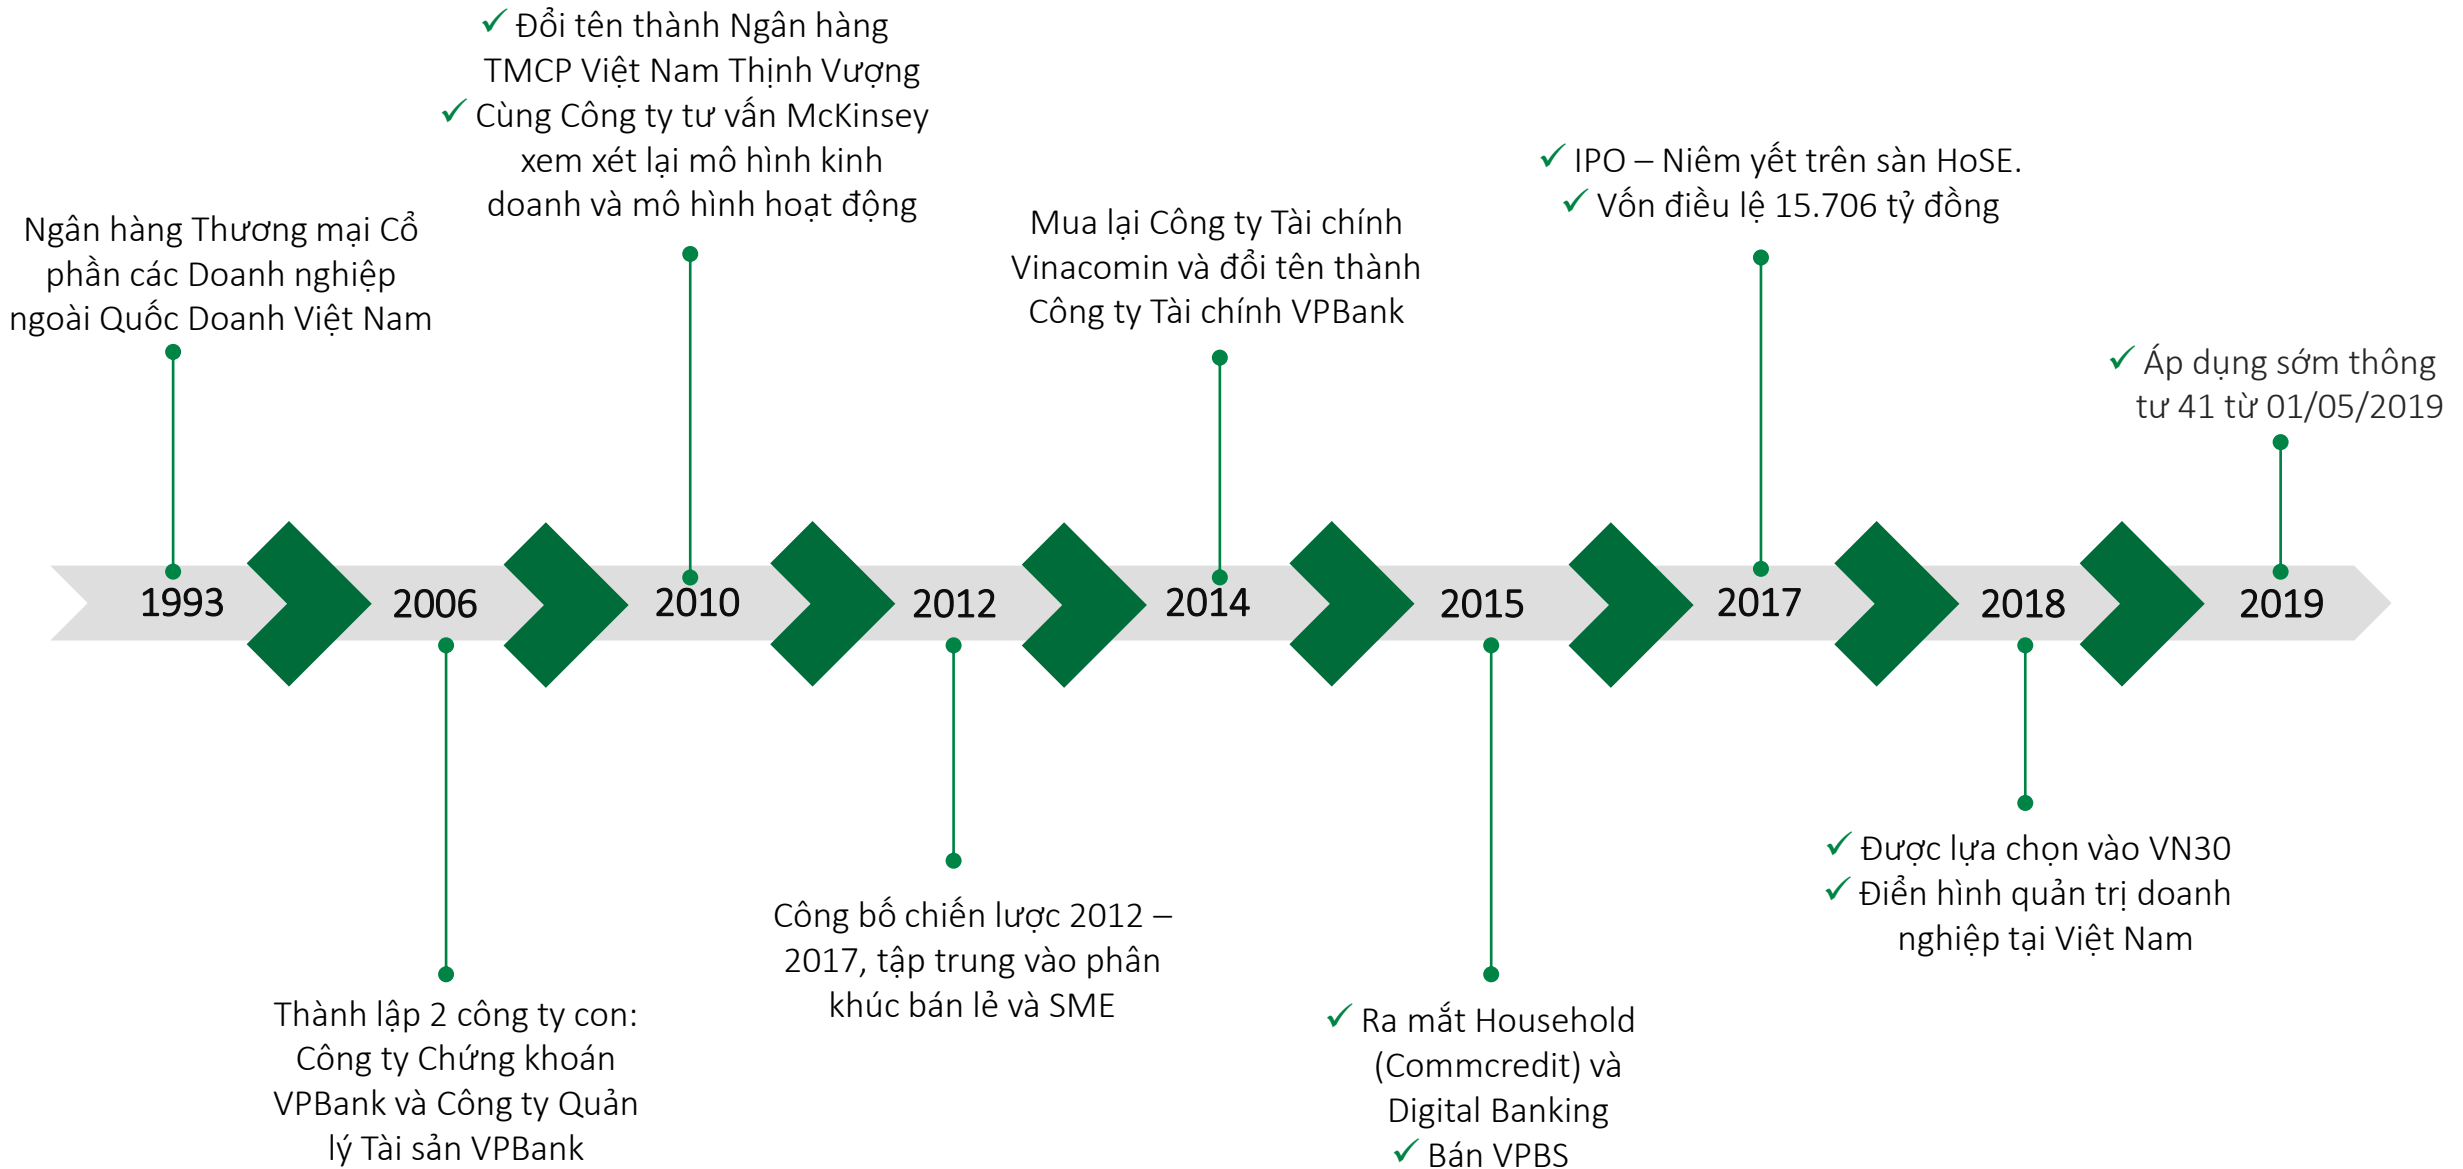 ✓ Đổi tên thành Ngân hàng
TMCP Việt Nam Thịnh Vượng
✓ Cùng Công ty tư vấn McKinsey
xem xét lại mô hình kinh
doanh và mô hình hoạt động
Ngân hàng Thương mại Cổ
phần các Doanh nghiệp
ngoài Quốc Doanh Việt Nam
Mua lại Công ty Tài chính
Vinacomin và đổi tên thành
Công ty Tài chính VPBank
✓ IPO – Niêm yết trên sàn HoSE.
✓ Vốn điều lệ 15.706 tỷ đồng
✓ Áp dụng sớm thông
tư 41 từ 01/05/2019
1993
2006
2010
2012
2014
2015
2017
2018
2019
Thành lập 2 công ty con:
Công ty Chứng khoán
VPBank và Công ty Quản
lý Tài sản VPBank
Công bố chiến lược 2012 –
2017, tập trung vào phân
khúc bán lẻ và SME
✓ Ra mắt Household
(Commcredit) và
Digital Banking
✓ Bán VPBS
✓ Được lựa chọn vào VN30
✓ Điển hình quản trị doanh
nghiệp tại Việt Nam